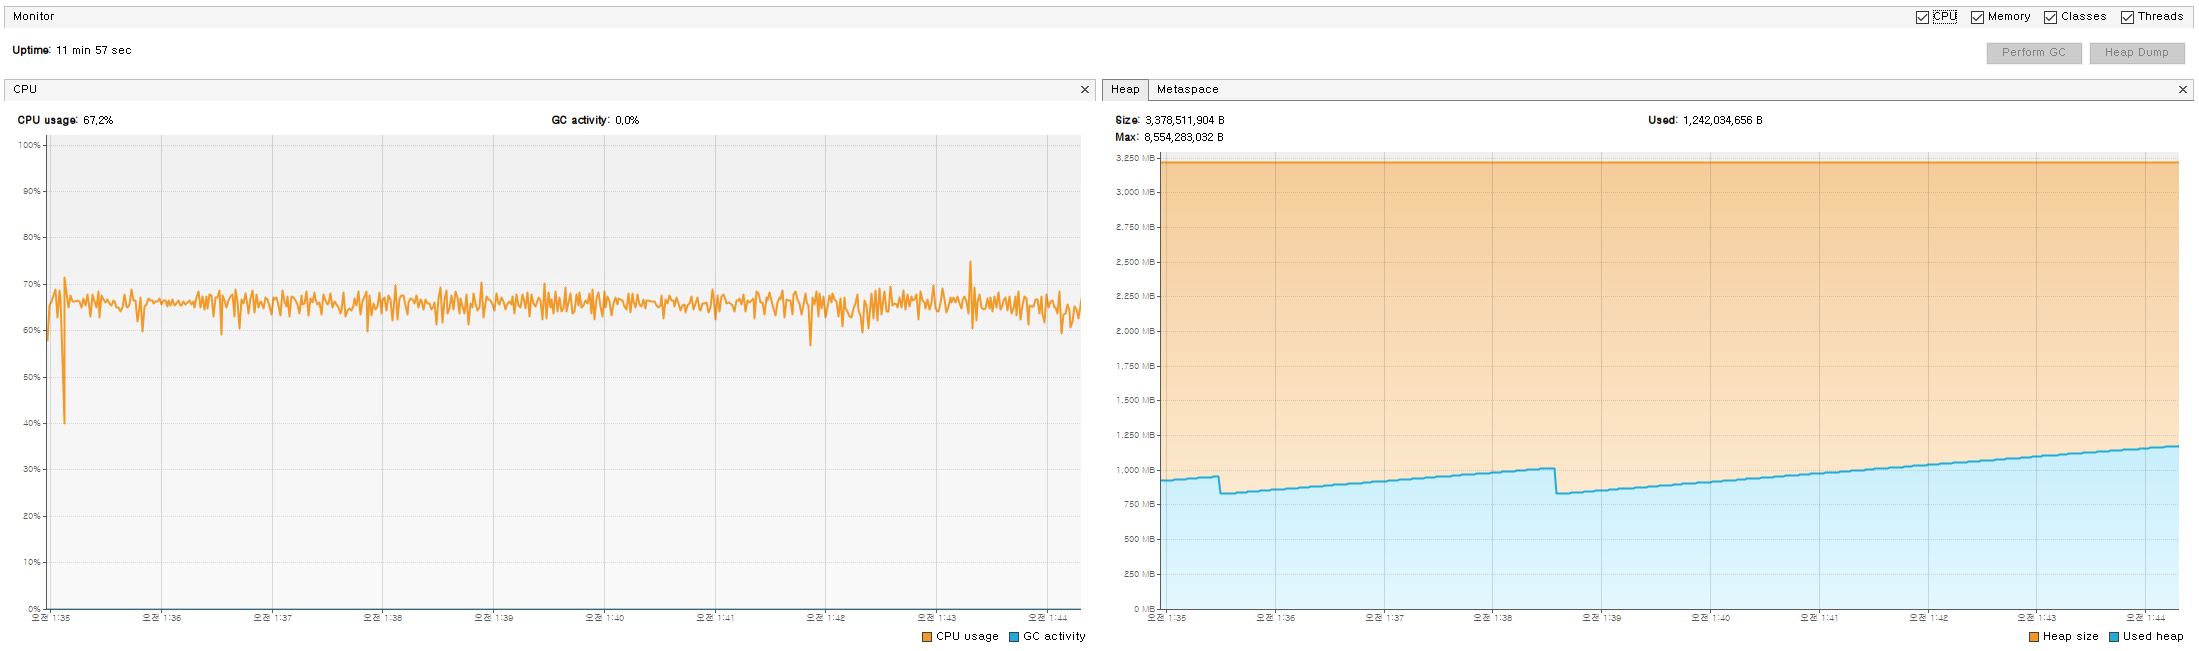 Monitor
CPU Memory Classes Threads
Uptime: 11 min 57 sec
Perform GC Heap Dump
CPU
CPU usage: 67,2% GC activity: 0,0%
100%
90%
80%
70%
60%
50%
40%
30%
20%
10%
0%
오전 1:35 오전 1:36 오전 1:37 오전 1:38 오전 1:39 오전 1:40 오전 1:41 오전 1:42 오전 1:43 오전 1:44
CPU usage GC activity
Heap Metaspace
Size: 3,378,511,904 B Used: 1,242,034,656 B
Max: 8,554,283,032 B
3,250 MB
3,000 MB
2,750 MB
2,500 MB
2,250 MB
2,000 MB
1,750 MB
1,500 MB
1,250 MB
1,000 MB
750 MB
500 MB
250 MB
0 MB
오전 1:35 오전 1:36 오전 1:37 오전 1:38 오전 1:39 오전 1:40 오전 1:41 오전 1:42 오전 1:43 오전 1:44
Heap size Used heap